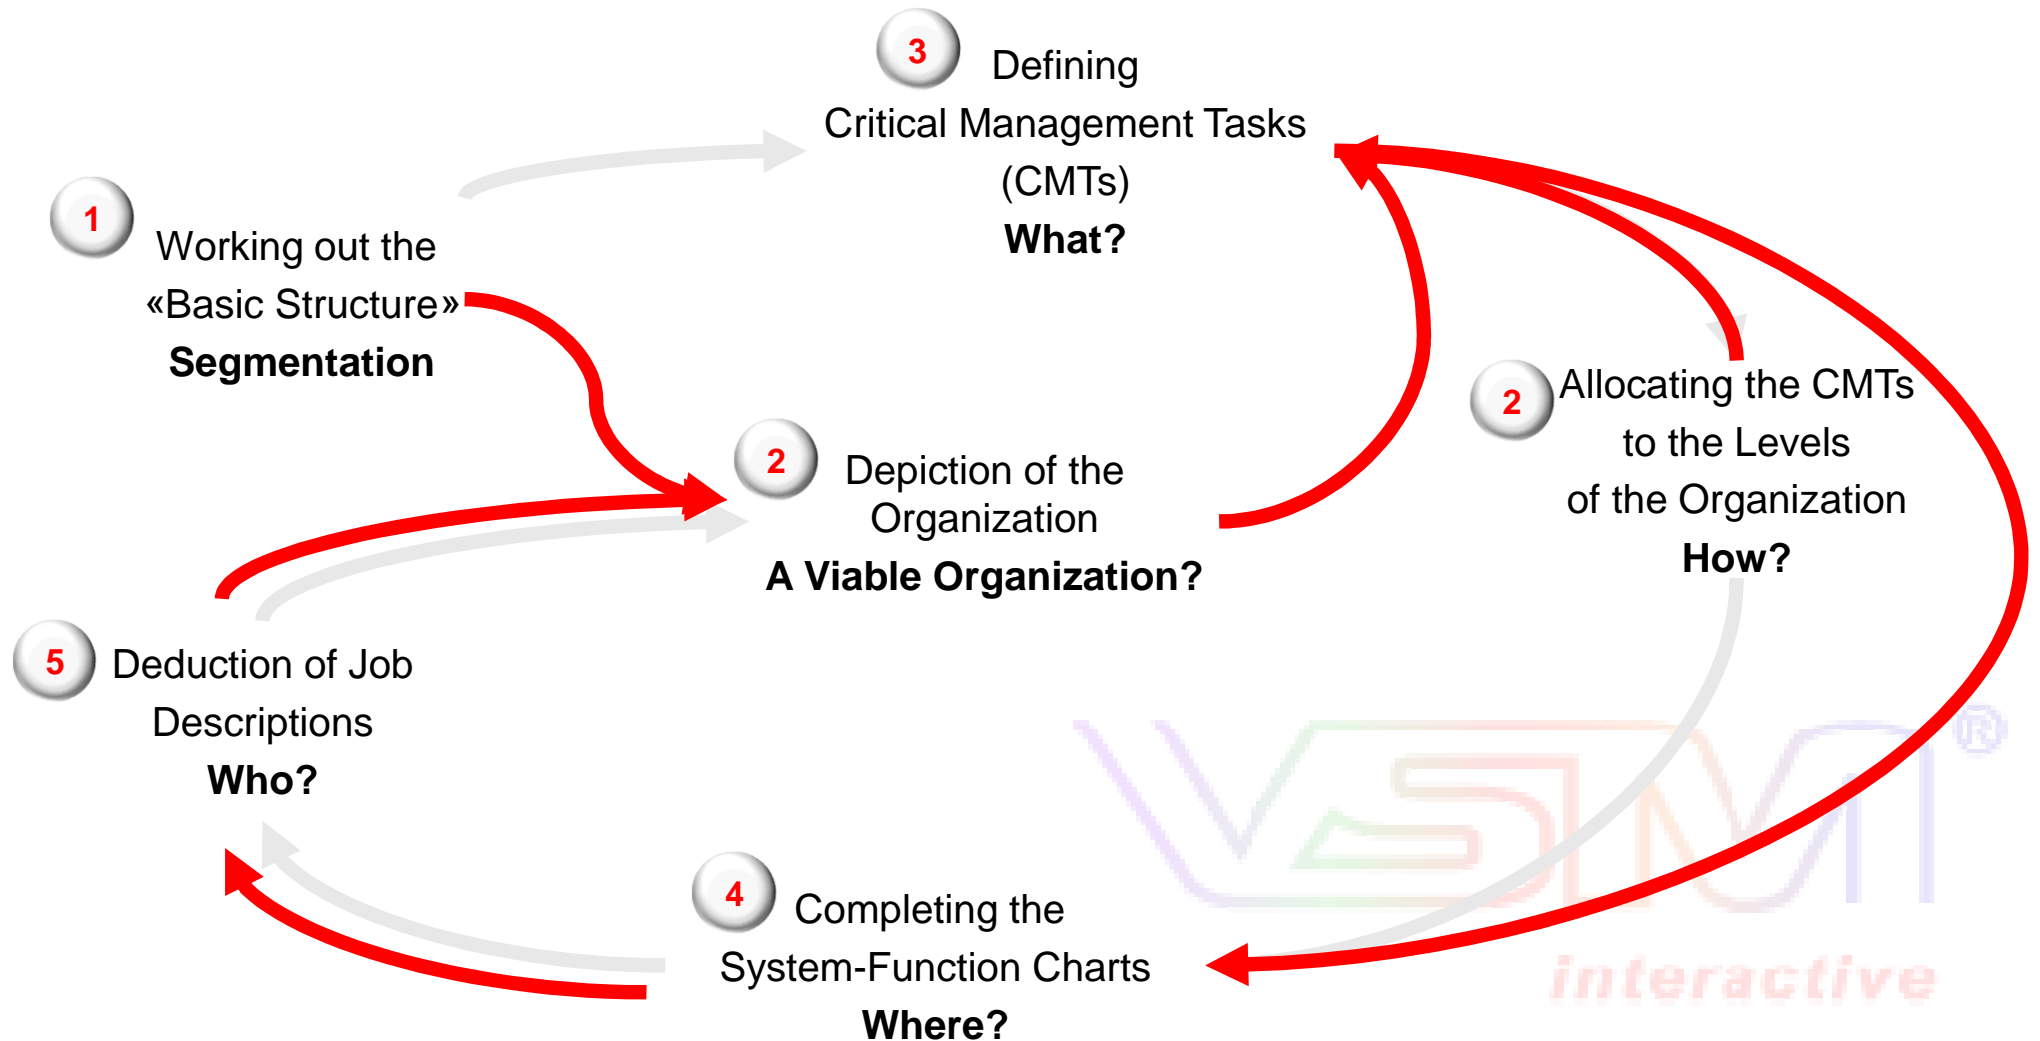 3
Defining
Critical Management Tasks
(CMTs)
What?
1
Working out the
«Basic Structure»
Segmentation
2
Allocating the CMTs
to the Levels
of the Organization
How?
2
Depiction of the
Organization
A Viable Organization?
5
Deduction of Job
Descriptions
Who?
4
Completing the
System-Function Charts
Where?
VSM®
interactive